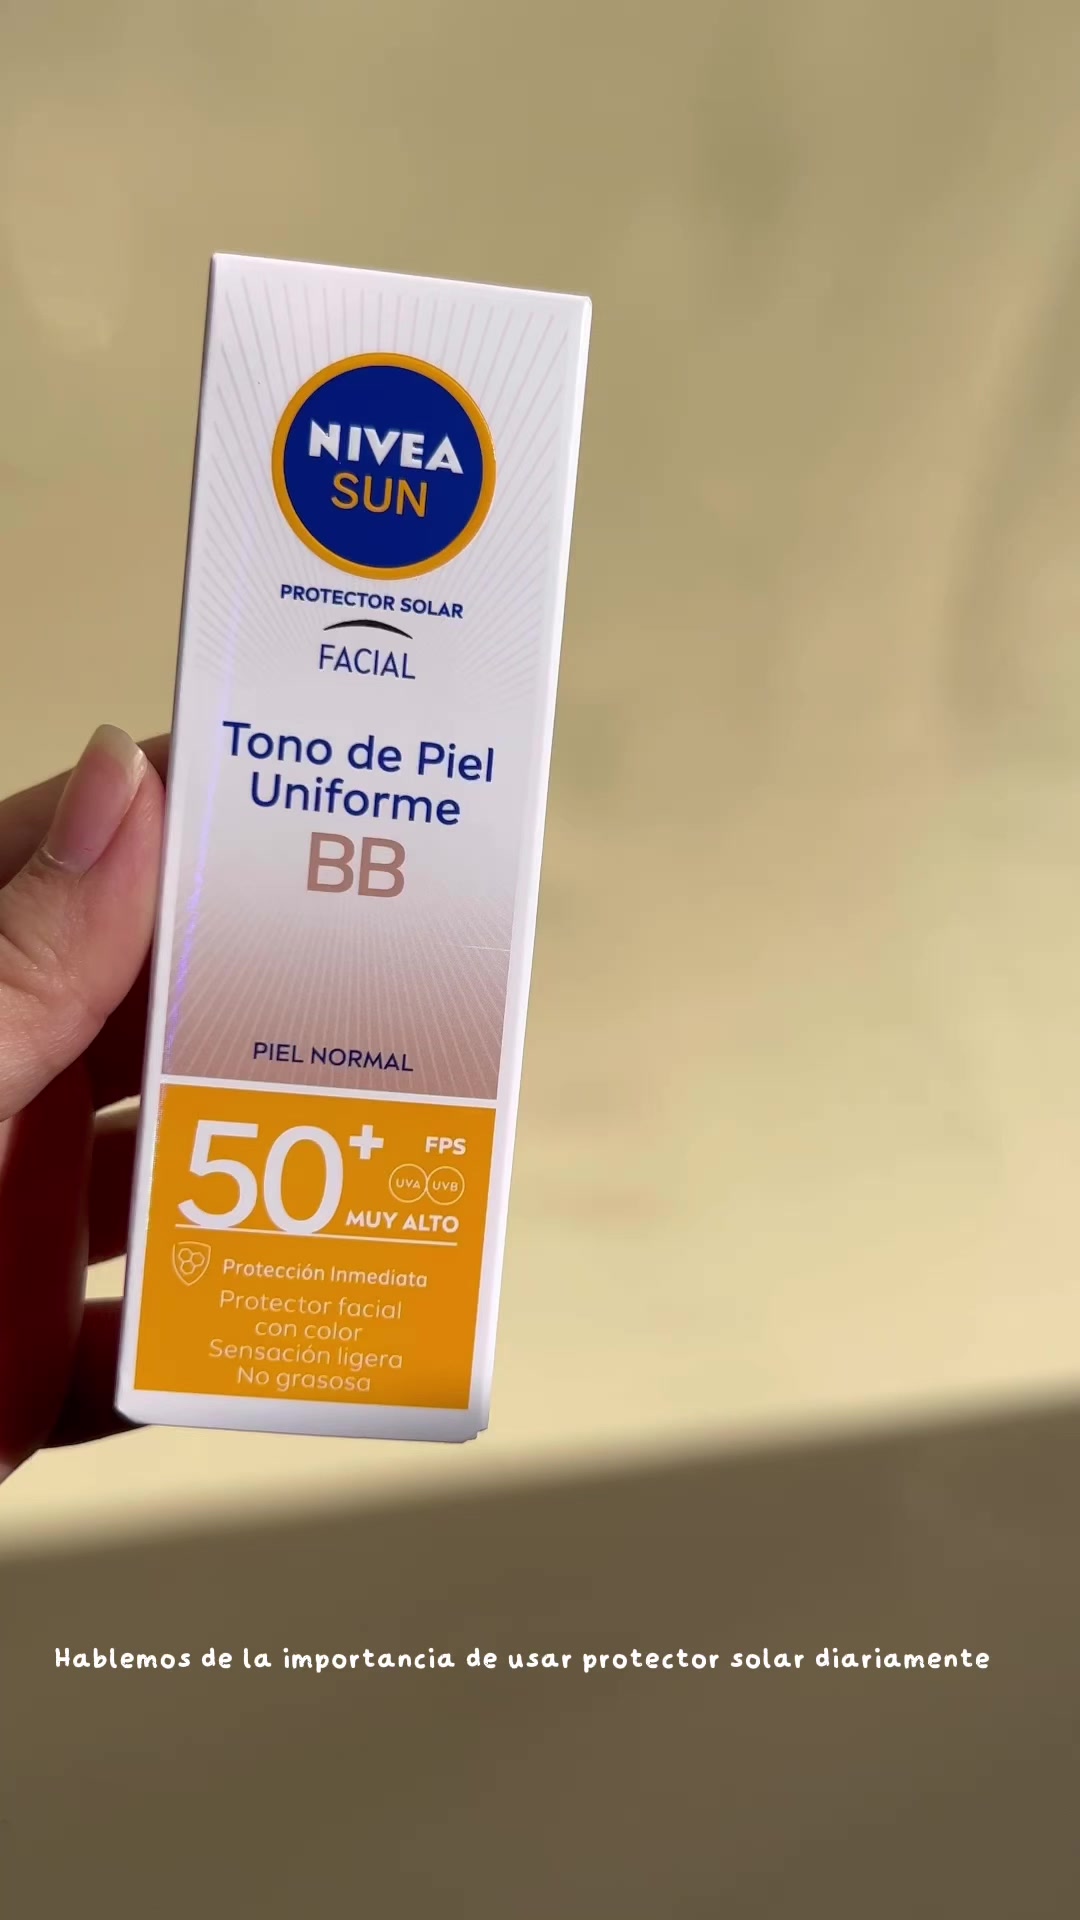 NIVEA
SUN
PROTECTOR SOLAR
FACIAL
Tono de Piel
Uniforme
BB
PIEL NORMAL
50+ FPS
UVA UVB
MUY ALTO
Protección Inmediata
Protector facial
con color
Sensación ligera
No grasosa
Hablemos de la importancia de usar protector solar diariamente